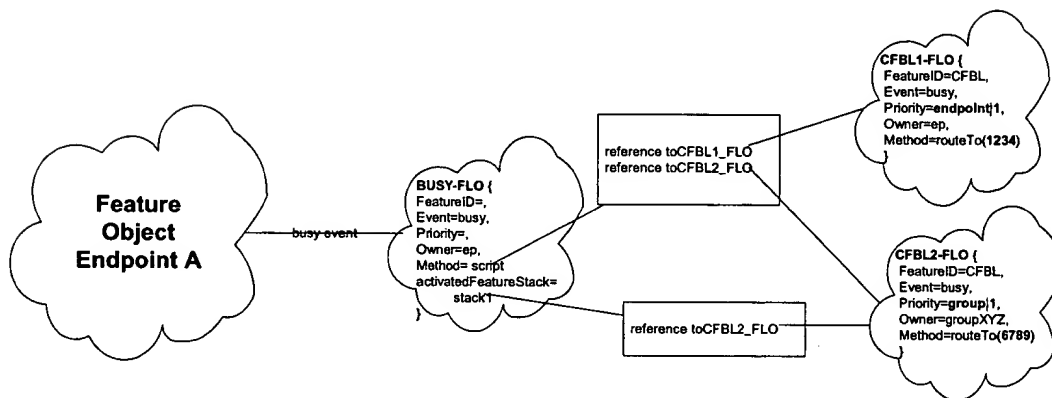 Feature
Object
Endpoint A
busy event
BUSY-FLO {
FeatureID=,
Event=busy,
Priority=,
Owner=ep,
Method= script
activatedFeatureStack=
stack1
}
reference toCFBL1_FLO
reference toCFBL2_FLO
reference toCFBL2_FLO
CFBL1-FLO {
FeatureID=CFBL,
Event=busy,
Priority=endpoint|1,
Owner=ep,
Method=routeTo(1234)
}
CFBL2-FLO {
FeatureID=CFBL,
Event=busy,
Priority=group|1,
Owner=groupXYZ,
Method=routeTo(6789)
}